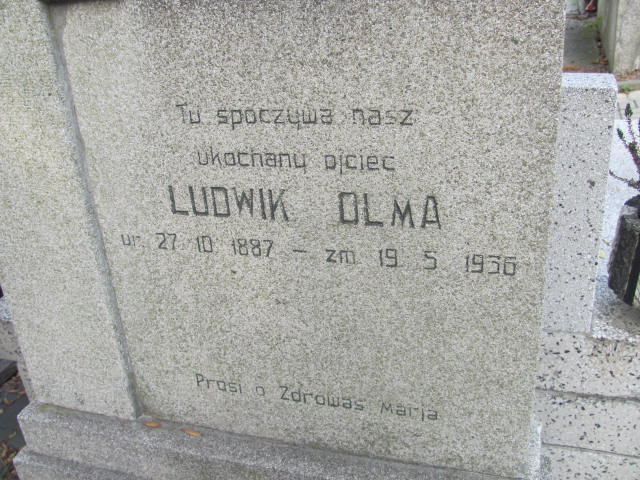 Tu spoczywa nasz
ukochany ojciec
LUDWIK OLMA
ur. 27. 10 1887 – zm. 19 5 1936
Prosi o Zdrowaś Marja